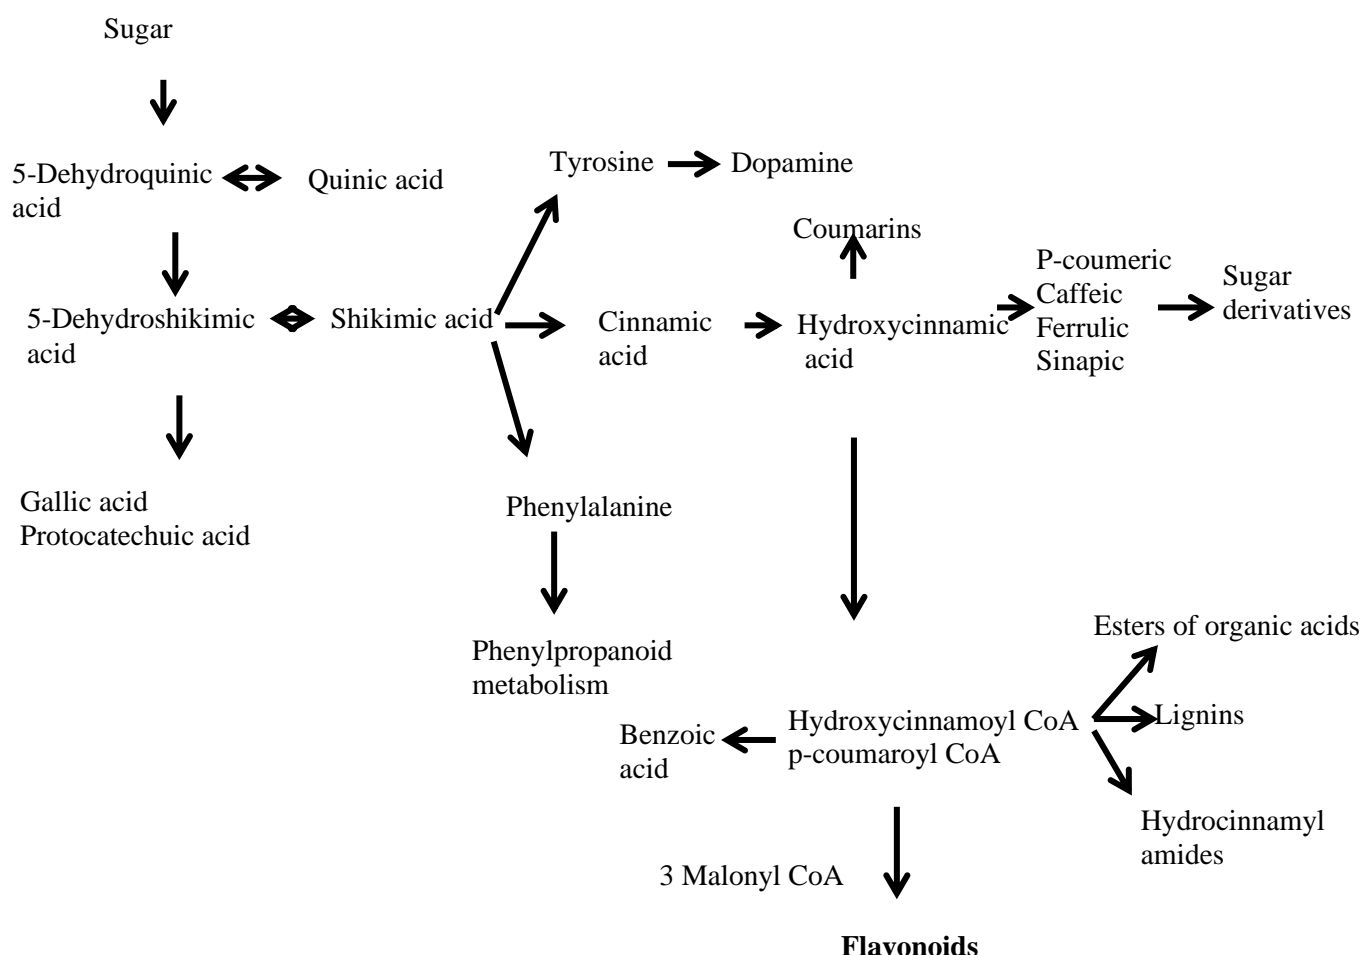 Sugar
5-Dehydroquinic
acid
Quinic acid
Tyrosine
Dopamine
Coumarins
5-Dehydroshikimic
acid
Shikimic acid
Cinnamic
acid
Hydroxycinnamic
acid
P-coumeric
Caffeic
Ferrulic
Sinapic
Sugar
derivatives
Gallic acid
Protocatechuic acid
Phenylalanine
Phenylpropanoid
metabolism
Benzoic
acid
Hydroxycinnamoyl CoA
p-coumaroyl CoA
Esters of organic acids
Lignins
Hydrocinnamyl
amides
3 Malonyl CoA
Flavonoids